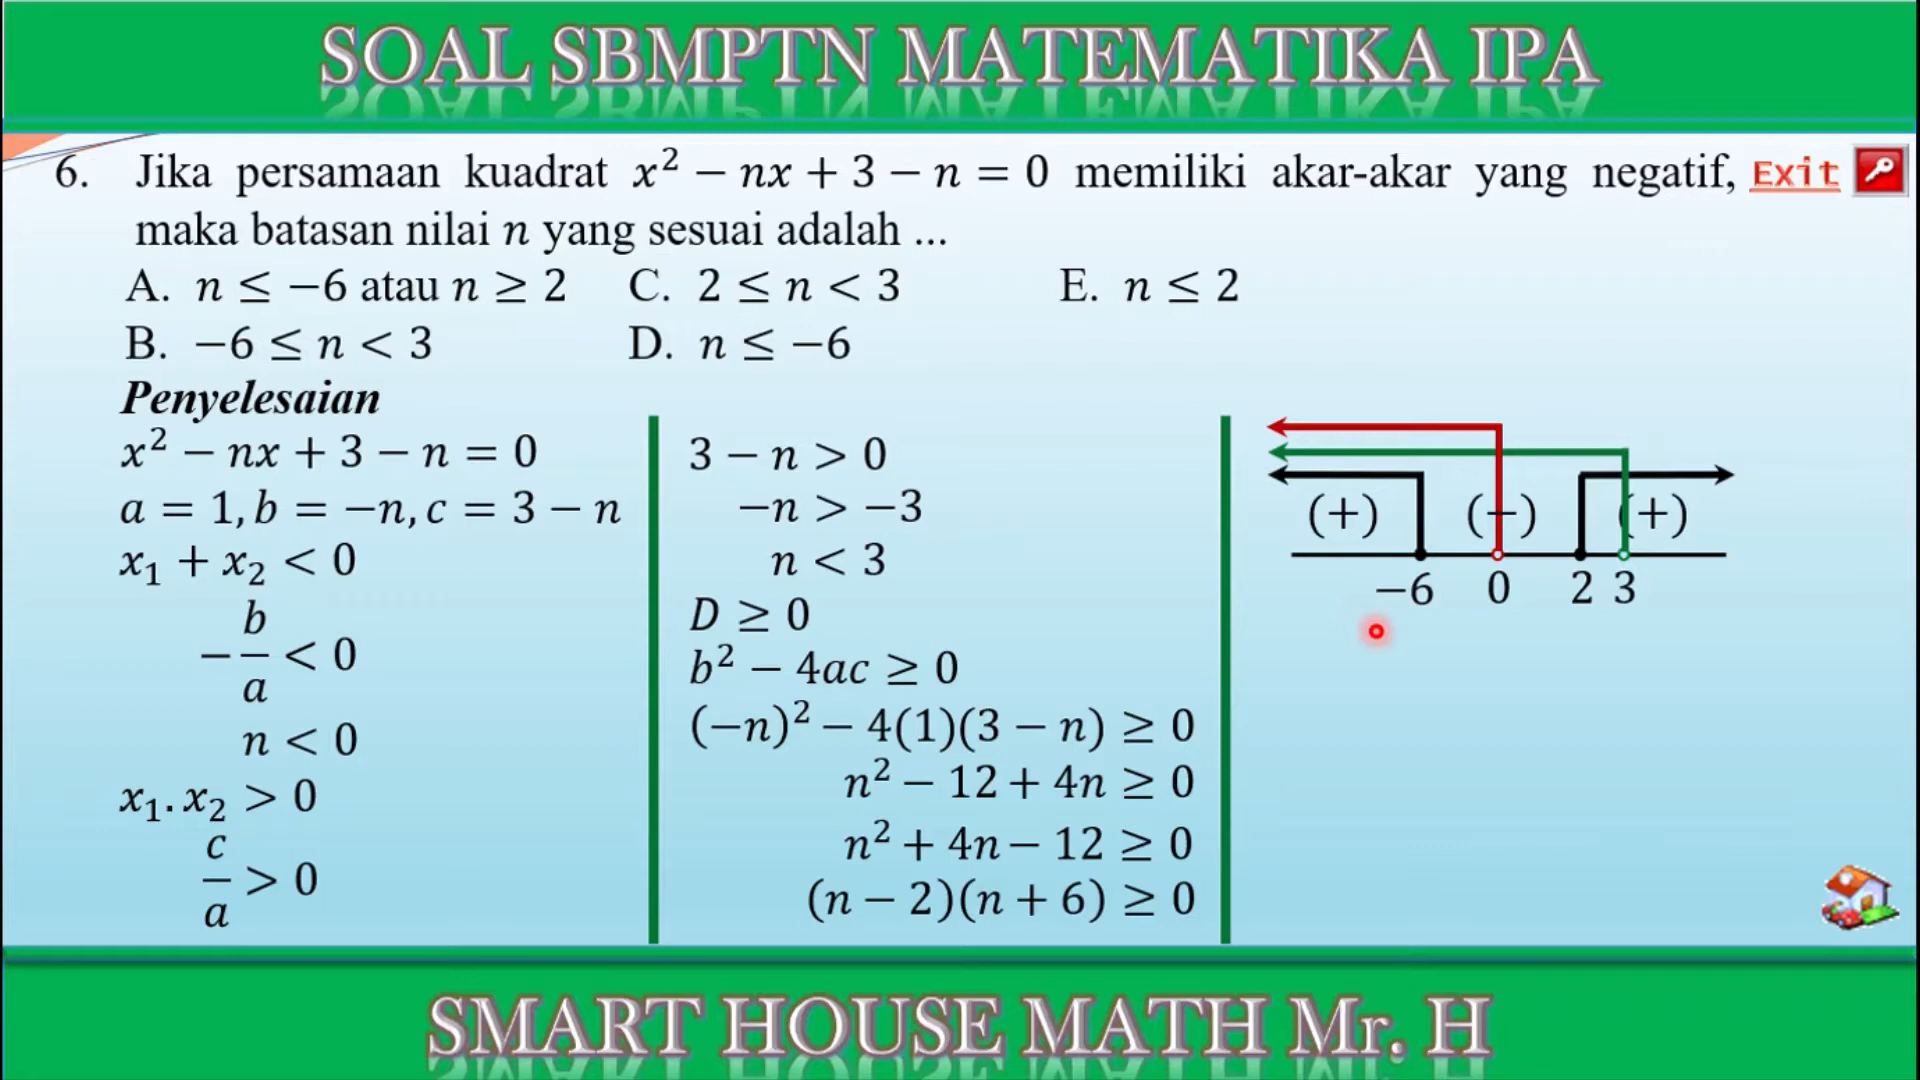 SOAL SBMPTN MATEMATIKA IPA
6. Jika persamaan kuadrat x² − nx + 3 − n = 0 memiliki akar-akar yang negatif, Exit
maka batasan nilai n yang sesuai adalah ...
A. n ≤ −6 atau n ≥ 2 C. 2 ≤ n < 3 E. n ≤ 2
B. −6 ≤ n < 3 D. n ≤ −6
Penyelesaian
x² − nx + 3 − n = 0
a = 1, b = −n, c = 3 − n
x₁ + x₂ < 0
−b/a < 0
n < 0
x₁. x₂ > 0
c/a > 0
3 − n > 0
−n > −3
n < 3
D ≥ 0
b² − 4ac ≥ 0
(−n)² − 4(1)(3 − n) ≥ 0
n² − 12 + 4n ≥ 0
n² + 4n − 12 ≥ 0
(n − 2)(n + 6) ≥ 0
(+) (−) (+)
−6 0 2 3
SMART HOUSE MATH Mr. H